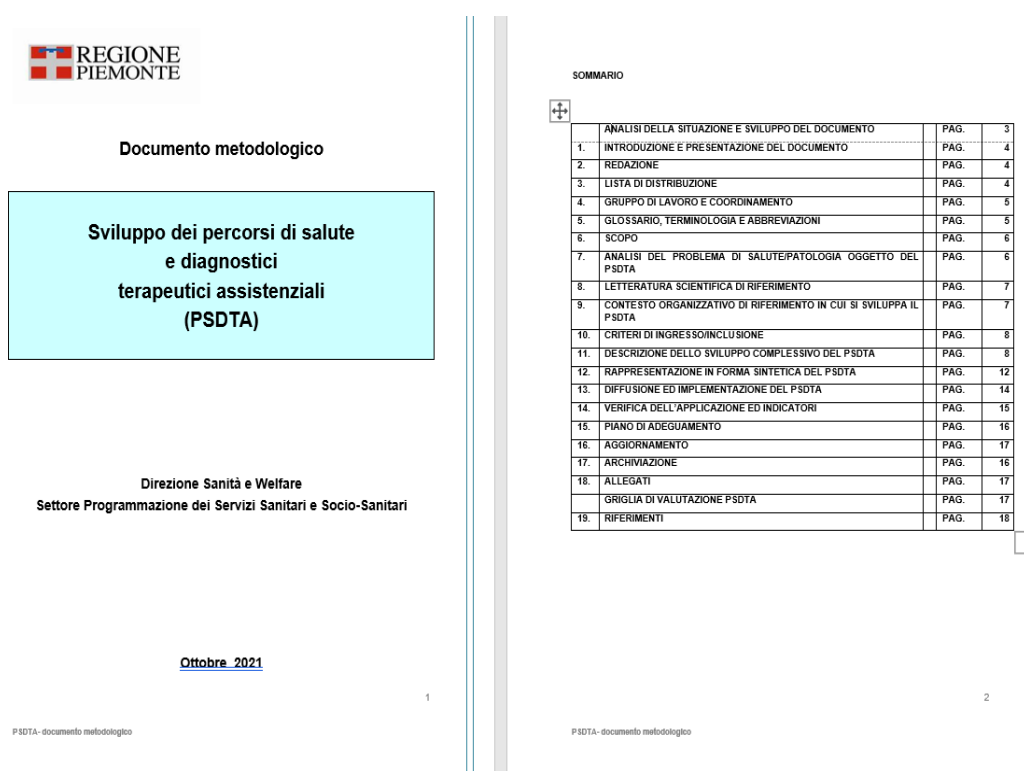 REGIONE
PIEMONTE
Documento metodologico
Sviluppo dei percorsi di salute
e diagnostici
terapeutici assistenziali
(PSDTA)
Direzione Sanità e Welfare
Settore Programmazione dei Servizi Sanitari e Socio-Sanitari
Ottobre 2021
1
PSDTA- documento metodologico
SOMMARIO
ANALISI DELLA SITUAZIONE E SVILUPPO DEL DOCUMENTO PAG. 3
1. INTRODUZIONE E PRESENTAZIONE DEL DOCUMENTO PAG. 4
2. REDAZIONE PAG. 4
3. LISTA DI DISTRIBUZIONE PAG. 4
4. GRUPPO DI LAVORO E COORDINAMENTO PAG. 5
5. GLOSSARIO, TERMINOLOGIA E ABBREVIAZIONI PAG. 5
6. SCOPO PAG. 6
7. ANALISI DEL PROBLEMA DI SALUTE/PATOLOGIA OGGETTO DEL PAG. 6
PSDTA
8. LETTERATURA SCIENTIFICA DI RIFERIMENTO PAG. 7
9. CONTESTO ORGANIZZATIVO DI RIFERIMENTO IN CUI SI SVILUPPA IL PAG. 7
PSDTA
10. CRITERI DI INGRESSO/INCLUSIONE PAG. 8
11. DESCRIZIONE DELLO SVILUPPO COMPLESSIVO DEL PSDTA PAG. 8
12. RAPPRESENTAZIONE IN FORMA SINTETICA DEL PSDTA PAG. 12
13. DIFFUSIONE ED IMPLEMENTAZIONE DEL PSDTA PAG. 14
14. VERIFICA DELL'APPLICAZIONE ED INDICATORI PAG. 15
15. PIANO DI ADEGUAMENTO PAG. 16
16. AGGIORNAMENTO PAG. 17
17. ARCHIVIAZIONE PAG. 16
18. ALLEGATI PAG. 17
GRIGLIA DI VALUTAZIONE PSDTA PAG. 17
19. RIFERIMENTI PAG. 18
2
PSDTA- documento metodologico